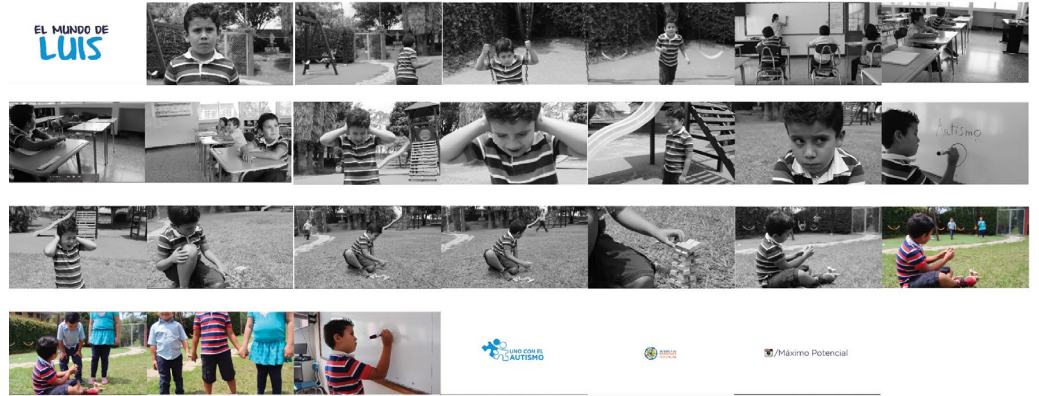 EL MUNDO DE
LUIS
Autismo
UNO CON EL
AUTISMO
/Máximo Potencial